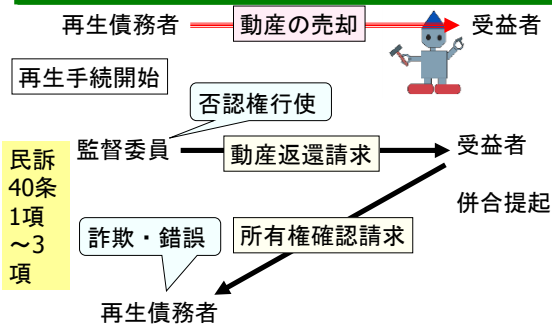 再生債務者
動産の売却
受益者
再生手続開始
否認権行使
民訴
40条
1項
～3
項
監督委員
動産返還請求
受益者
併合提起
詐欺・錯誤
所有権確認請求
再生債務者